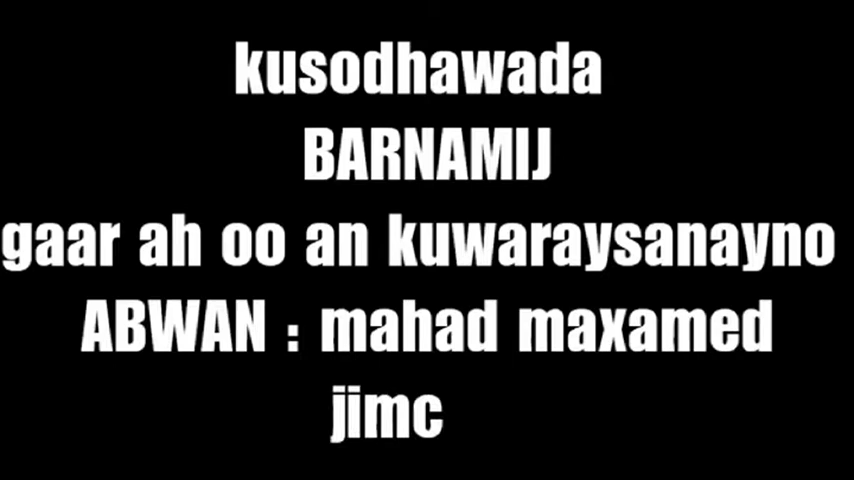 kusodhawada
BARNAMIJ
gaar ah oo an kuwaraysanayno
ABWAN : mahad maxamed
jimc